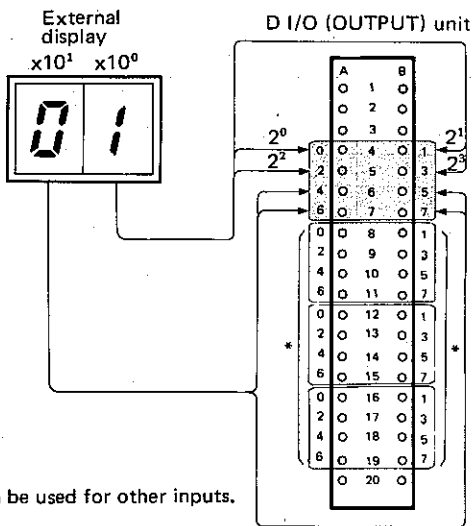 External
display
D I/O (OUTPUT) unit
x10¹ x10⁰
01
A B
1
2
3
2⁰ 0 4 1 2¹
2² 2 5 3 2³
4 6 5
6 7 7
0 8 1
2 9 3
4 10 5
6 11 7
0 12 1
2 13 3
* 4 14 5 *
6 15 7
0 16 1
2 17 3
4 18 5
6 19 7
20
be used for other inputs.